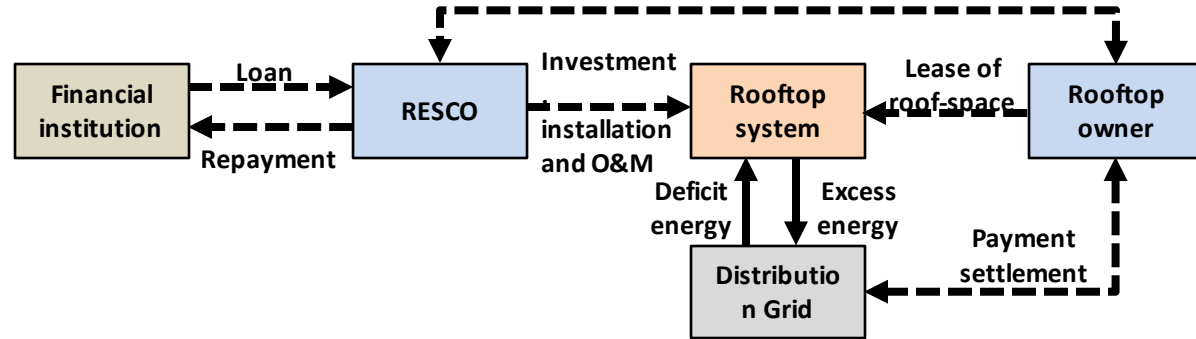 Financial
institution
Loan
Repayment
RESCO
Investment
,
installation
and O&M
Rooftop
system
Lease of
roof-space
Rooftop
owner
Deficit
energy
Excess
energy
Distributio
n Grid
Payment
settlement